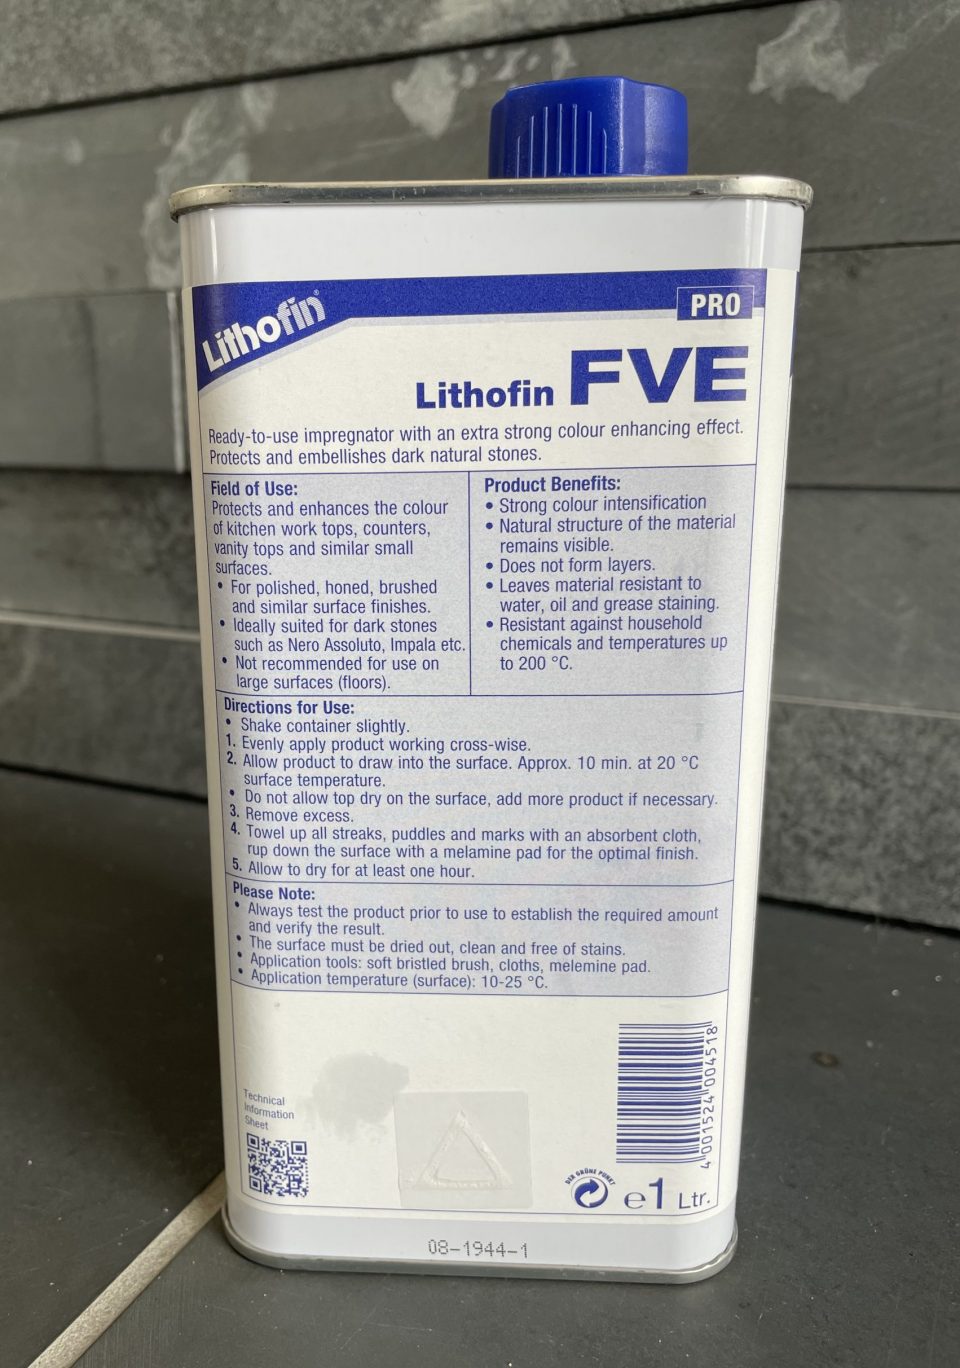 Lithofin®
PRO
Lithofin FVE
Ready-to-use impregnator with an extra strong colour enhancing effect.
Protects and embellishes dark natural stones.
Field of Use:
Protects and enhances the colour
of kitchen work tops, counters,
vanity tops and similar small
surfaces.
• For polished, honed, brushed
and similar surface finishes.
• Ideally suited for dark stones
such as Nero Assoluto, Impala etc.
• Not recommended for use on
large surfaces (floors).
Product Benefits:
• Strong colour intensification
• Natural structure of the material
remains visible.
• Does not form layers.
• Leaves material resistant to
water, oil and grease staining.
• Resistant against household
chemicals and temperatures up
to 200 °C.
Directions for Use:
• Shake container slightly.
1. Evenly apply product working cross-wise.
2. Allow product to draw into the surface. Approx. 10 min. at 20 °C
surface temperature.
• Do not allow top dry on the surface, add more product if necessary.
3. Remove excess.
4. Towel up all streaks, puddles and marks with an absorbent cloth,
rup down the surface with a melamine pad for the optimal finish.
5. Allow to dry for at least one hour.
Please Note:
• Always test the product prior to use to establish the required amount
and verify the result.
• The surface must be dried out, clean and free of stains.
• Application tools: soft bristled brush, cloths, melemine pad.
• Application temperature (surface): 10-25 °C.
Technical
Information
Sheet
4 001524 004518
DER GRÜNE PUNKT
℮ 1 Ltr.
08-1944-1